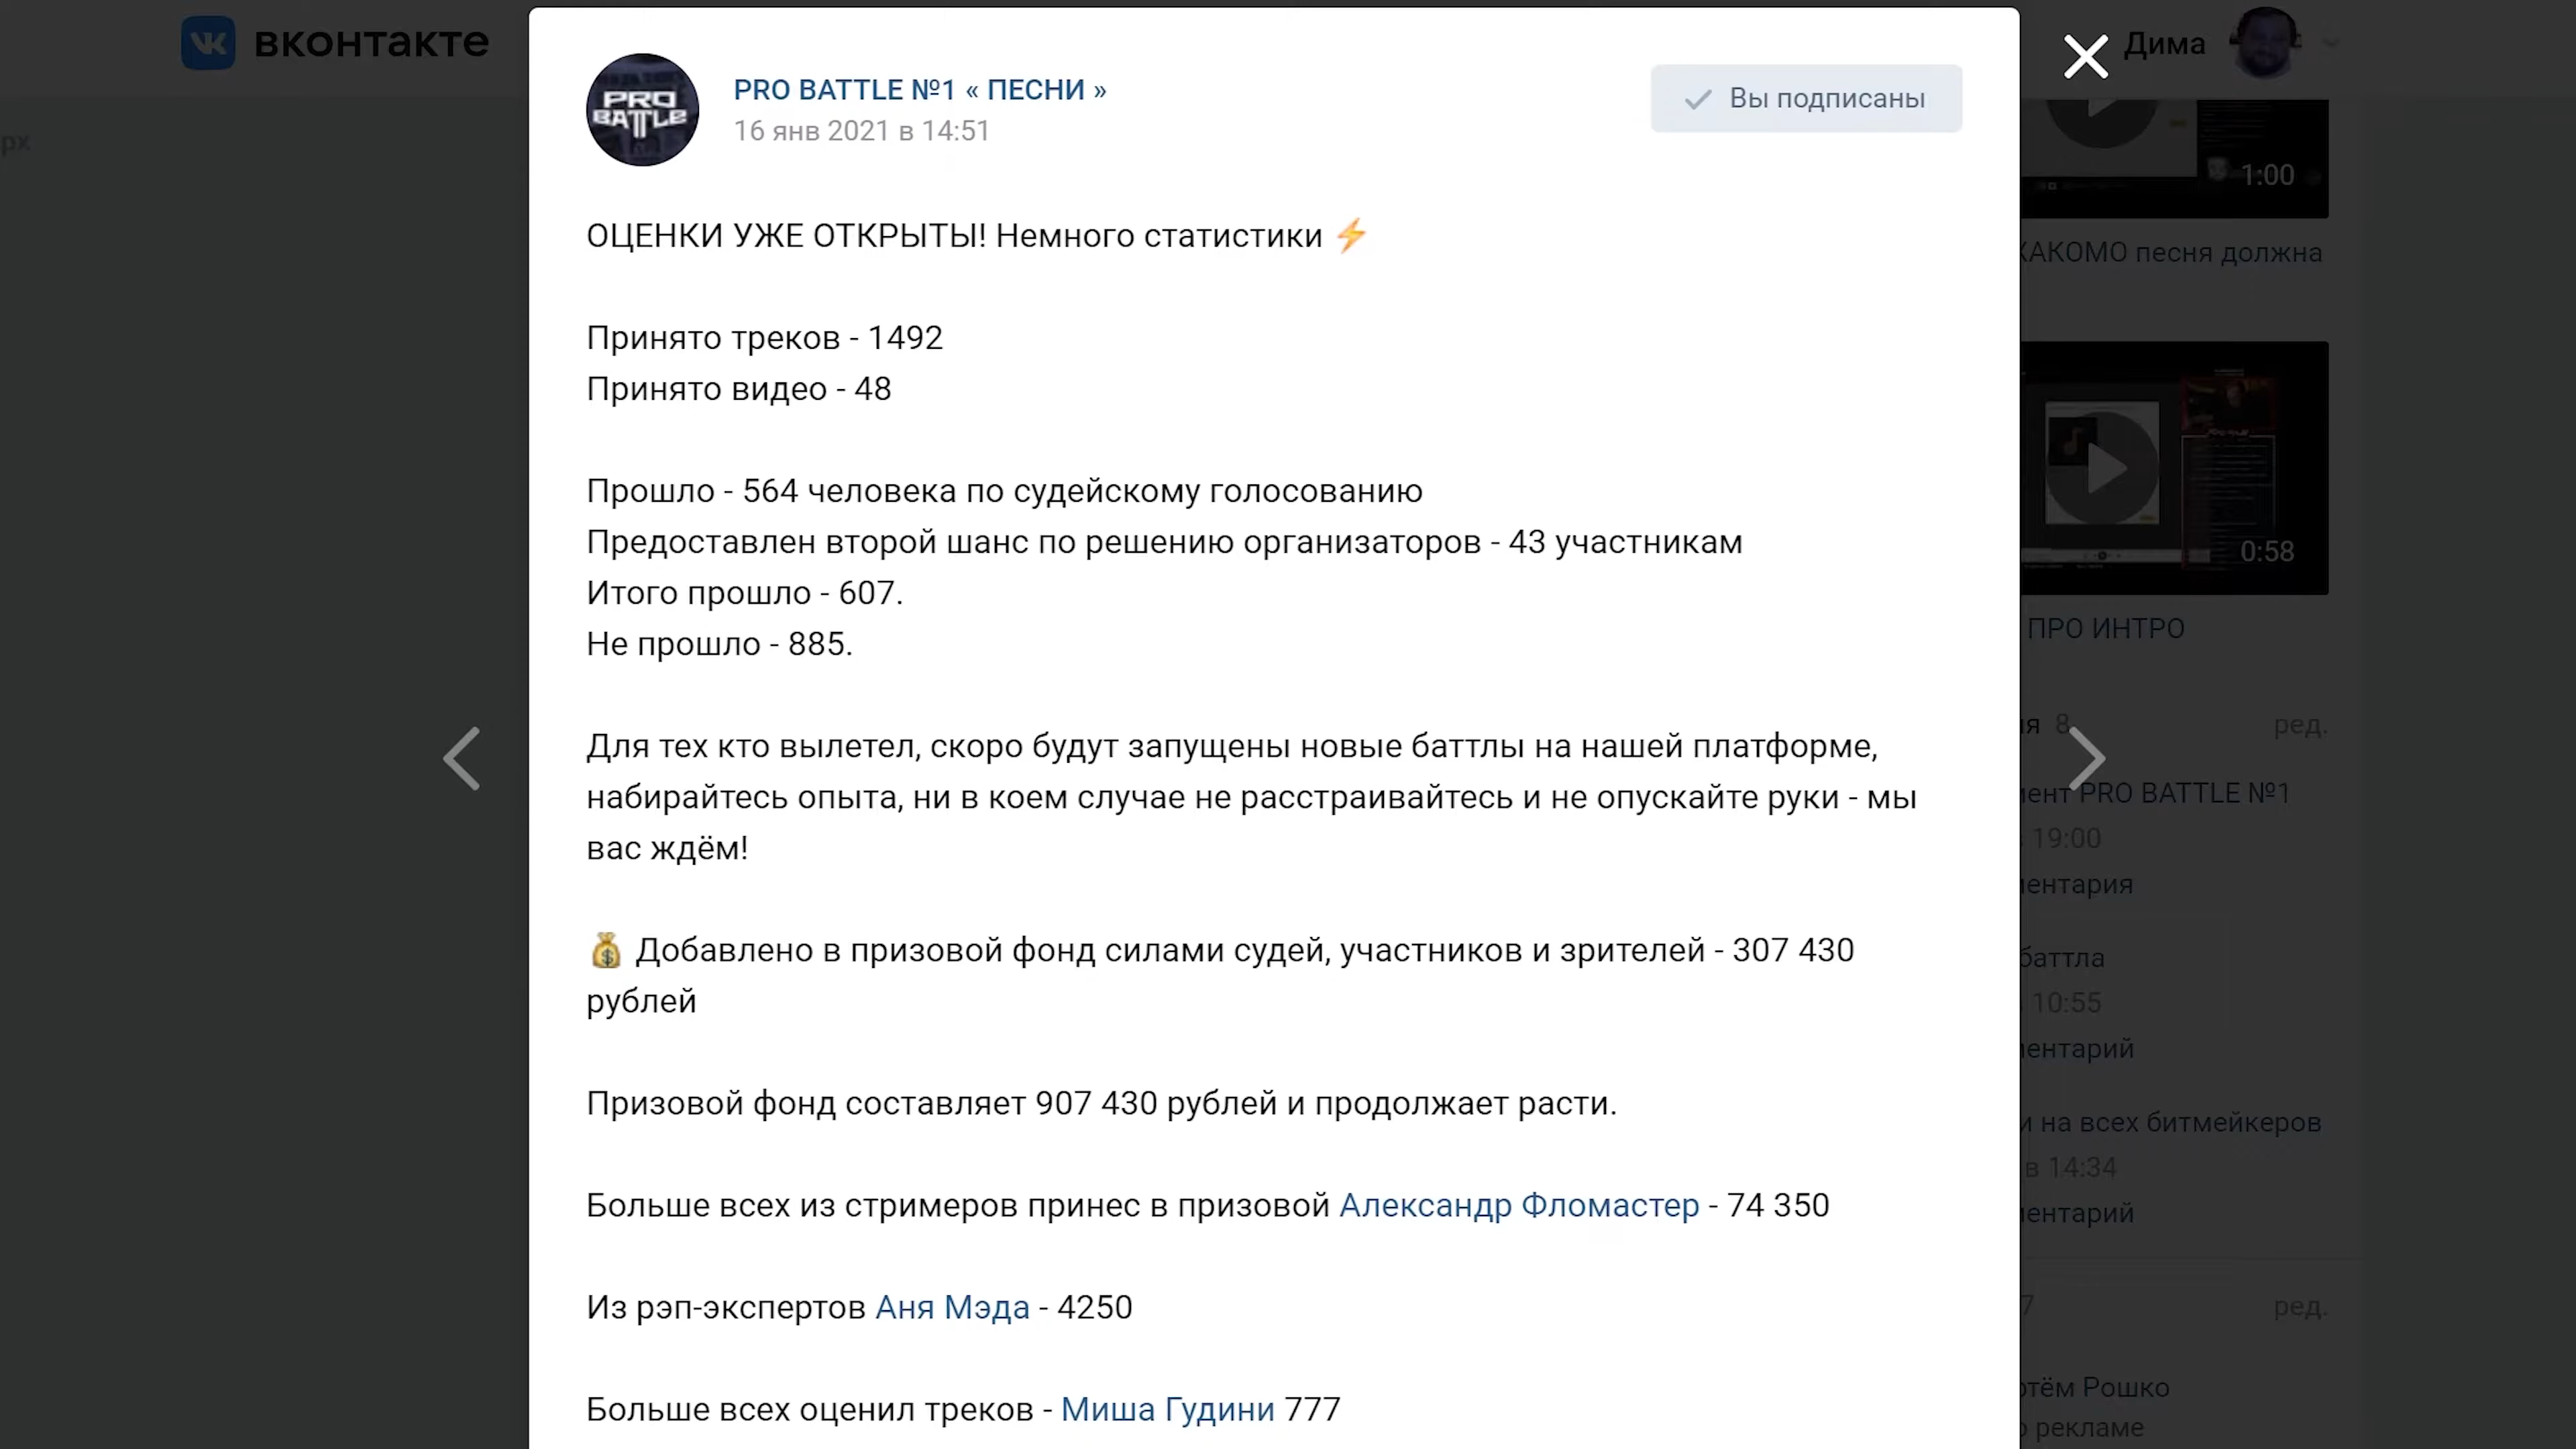 вконтакте
Дима
PRO BATTLE
PRO BATTLE №1 « ПЕСНИ »
16 янв 2021 в 14:51
Вы подписаны
ОЦЕНКИ УЖЕ ОТКРЫТЫ! Немного статистики ⚡
Принято треков - 1492
Принято видео - 48
Прошло - 564 человека по судейскому голосованию
Предоставлен второй шанс по решению организаторов - 43 участникам
Итого прошло - 607.
Не прошло - 885.
Для тех кто вылетел, скоро будут запущены новые баттлы на нашей платформе,
набирайтесь опыта, ни в коем случае не расстраивайтесь и не опускайте руки - мы
вас ждём!
💰 Добавлено в призовой фонд силами судей, участников и зрителей - 307 430
рублей
Призовой фонд составляет 907 430 рублей и продолжает расти.
Больше всех из стримеров принес в призовой Александр Фломастер - 74 350
Из рэп-экспертов Аня Мэда - 4250
Больше всех оценил треков - Миша Гудини 777
рх
1:00
песня должна
0:58
ПРО ИНТРО
8
ред.
PRO BATTLE №1
19:00
баттла
10:55
на всех битмейкеров
в 14:34
7
ред.
Рошко
рекламе